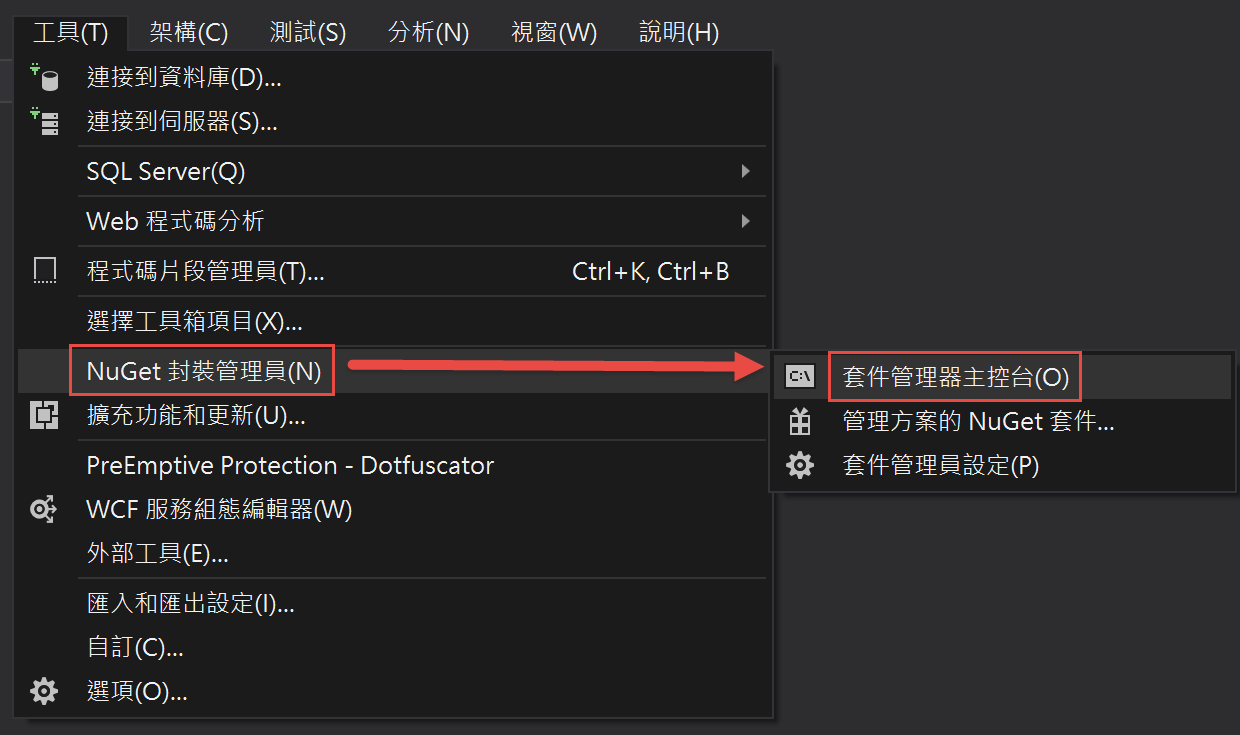 工具(T) 架構(C) 測試(S) 分析(N) 視窗(W) 說明(H)
連接到資料庫(D)...
連接到伺服器(S)...
SQL Server(Q)
Web 程式碼分析
程式碼片段管理員(T)... Ctrl+K, Ctrl+B
選擇工具箱項目(X)...
NuGet 封裝管理員(N)
擴充功能和更新(U)...
PreEmptive Protection - Dotfuscator
WCF 服務組態編輯器(W)
外部工具(E)...
匯入和匯出設定(I)...
自訂(C)...
選項(O)...
C:\
套件管理器主控台(O)
管理方案的 NuGet 套件...
套件管理員設定(P)